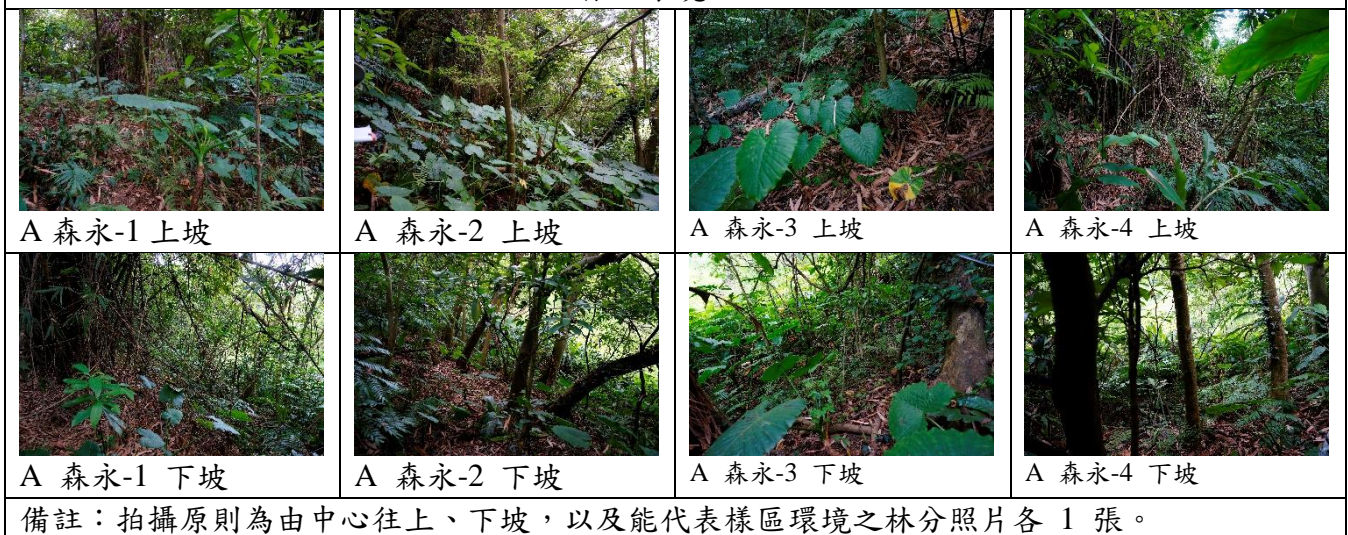 A 森永-1 上坡
A 森永-2 上坡
A 森永-3 上坡
A 森永-4 上坡
A 森永-1 下坡
A 森永-2 下坡
A 森永-3 下坡
A 森永-4 下坡
備註：拍攝原則為由中心往上、下坡，以及能代表樣區環境之林分照片各 1 張。